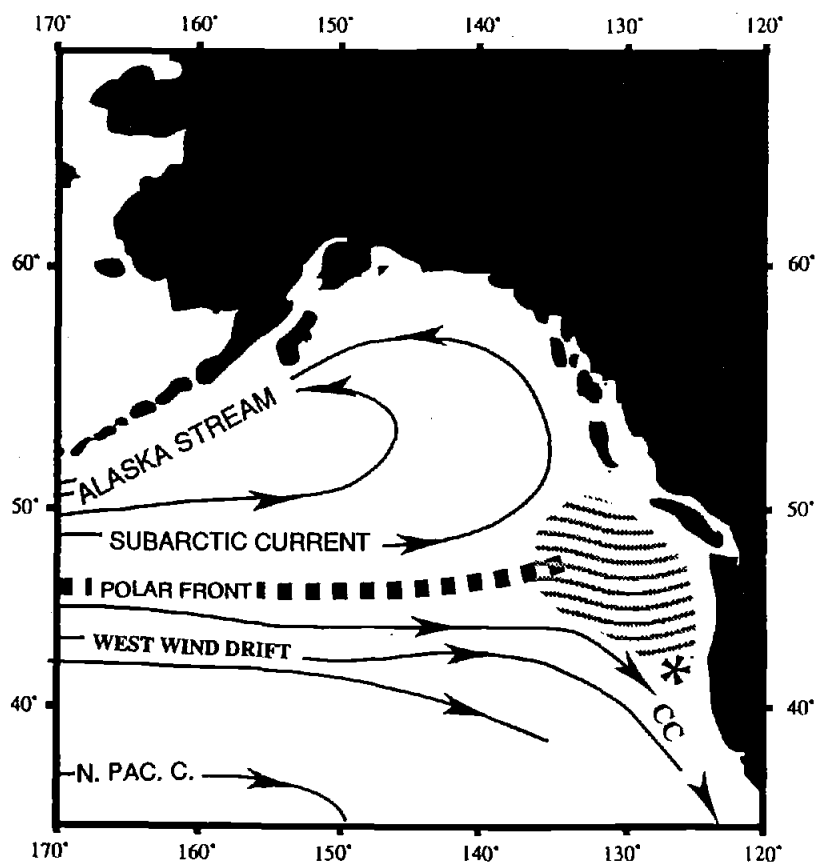 170° 160° 150° 140° 130° 120°
60° 60°
ALASKA STREAM
50° 50°
SUBARCTIC CURRENT
POLAR FRONT
WEST WIND DRIFT
*
40° 40°
CC
N. PAC. C.
170° 160° 150° 140° 130° 120°